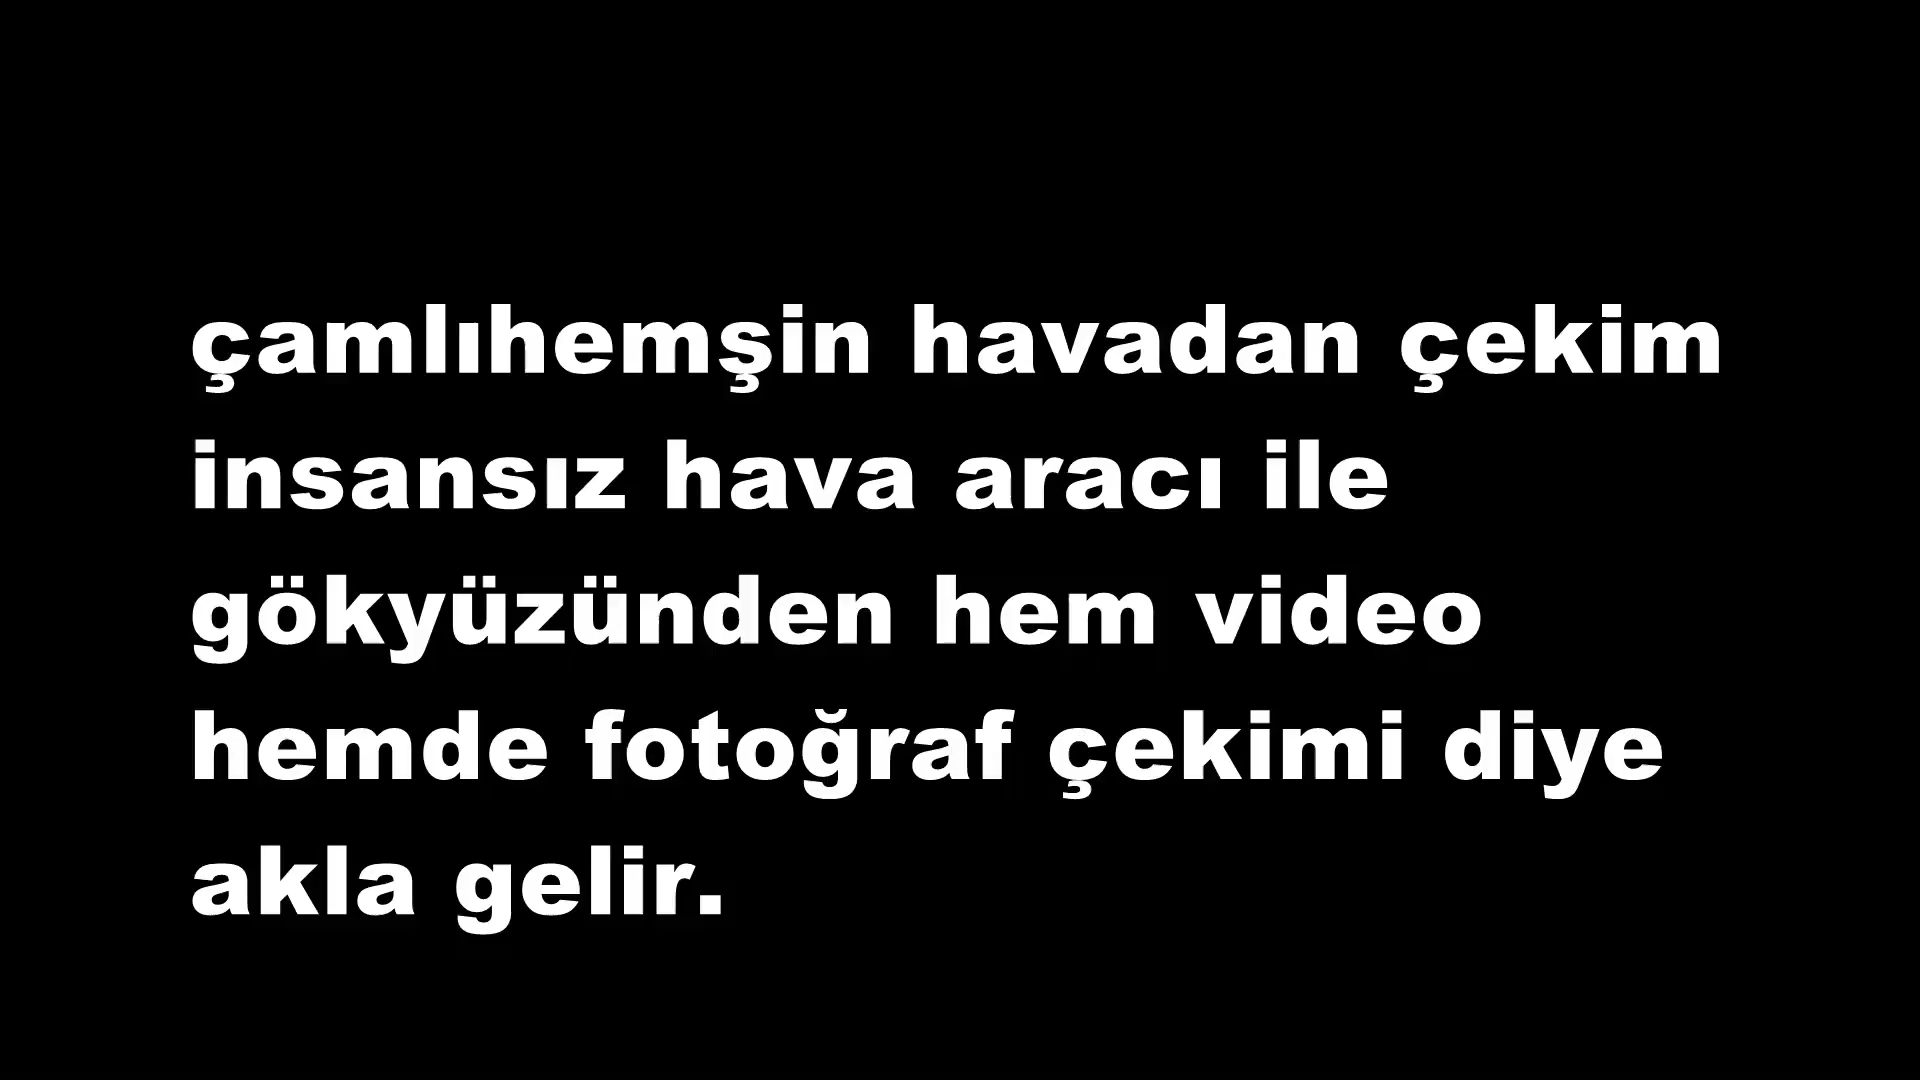 çamlıhemşin havadan çekim
insansız hava aracı ile
gökyüzünden hem video
hemde fotoğraf çekimi diye
akla gelir.